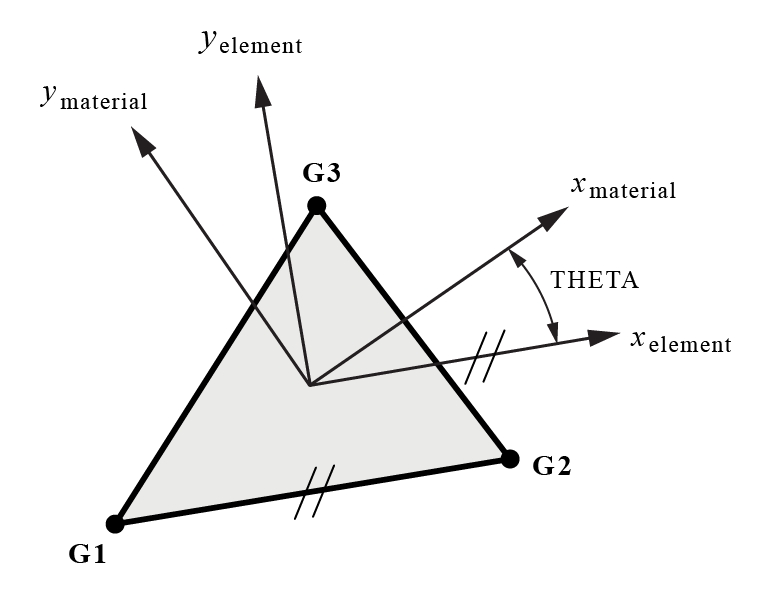 y element
y material
G3
x material
THETA
x element
G2
G1